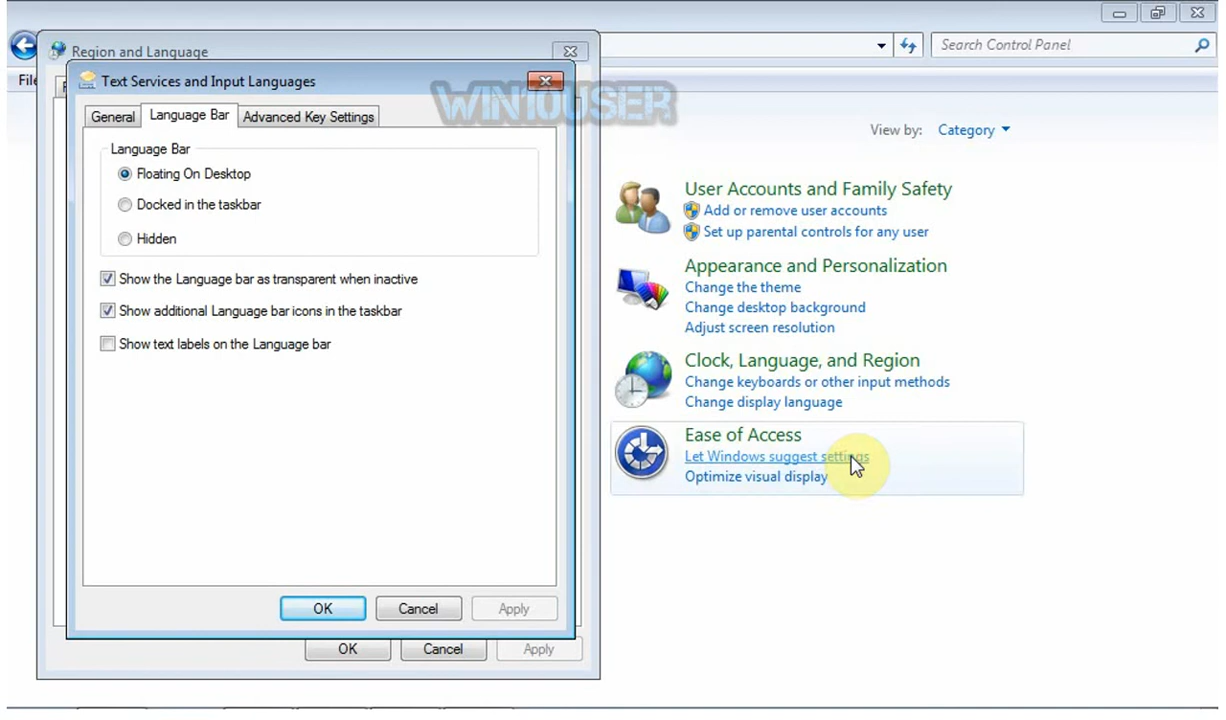 Region and Language
Search Control Panel
File
Text Services and Input Languages
WIN10USER
General
Language Bar
Advanced Key Settings
Language Bar
Floating On Desktop
Docked in the taskbar
Hidden
Show the Language bar as transparent when inactive
Show additional Language bar icons in the taskbar
Show text labels on the Language bar
OK
Cancel
Apply
OK
Cancel
Apply
View by: Category
User Accounts and Family Safety
Add or remove user accounts
Set up parental controls for any user
Appearance and Personalization
Change the theme
Change desktop background
Adjust screen resolution
Clock, Language, and Region
Change keyboards or other input methods
Change display language
Ease of Access
Let Windows suggest settings
Optimize visual display